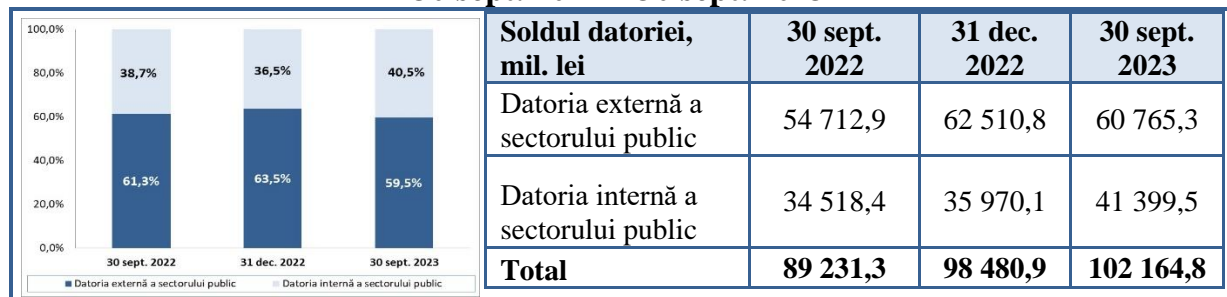 100,0%
80,0%
60,0%
40,0%
20,0%
0,0%
38,7%
36,5%
40,5%
61,3%
63,5%
59,5%
30 sept. 2022
31 dec. 2022
30 sept. 2023
Datoria externă a sectorului public
Datoria internă a sectorului public
Soldul datoriei, mil. lei
30 sept. 2022
31 dec. 2022
30 sept. 2023
Datoria externă a sectorului public
54 712,9
62 510,8
60 765,3
Datoria internă a sectorului public
34 518,4
35 970,1
41 399,5
Total
89 231,3
98 480,9
102 164,8